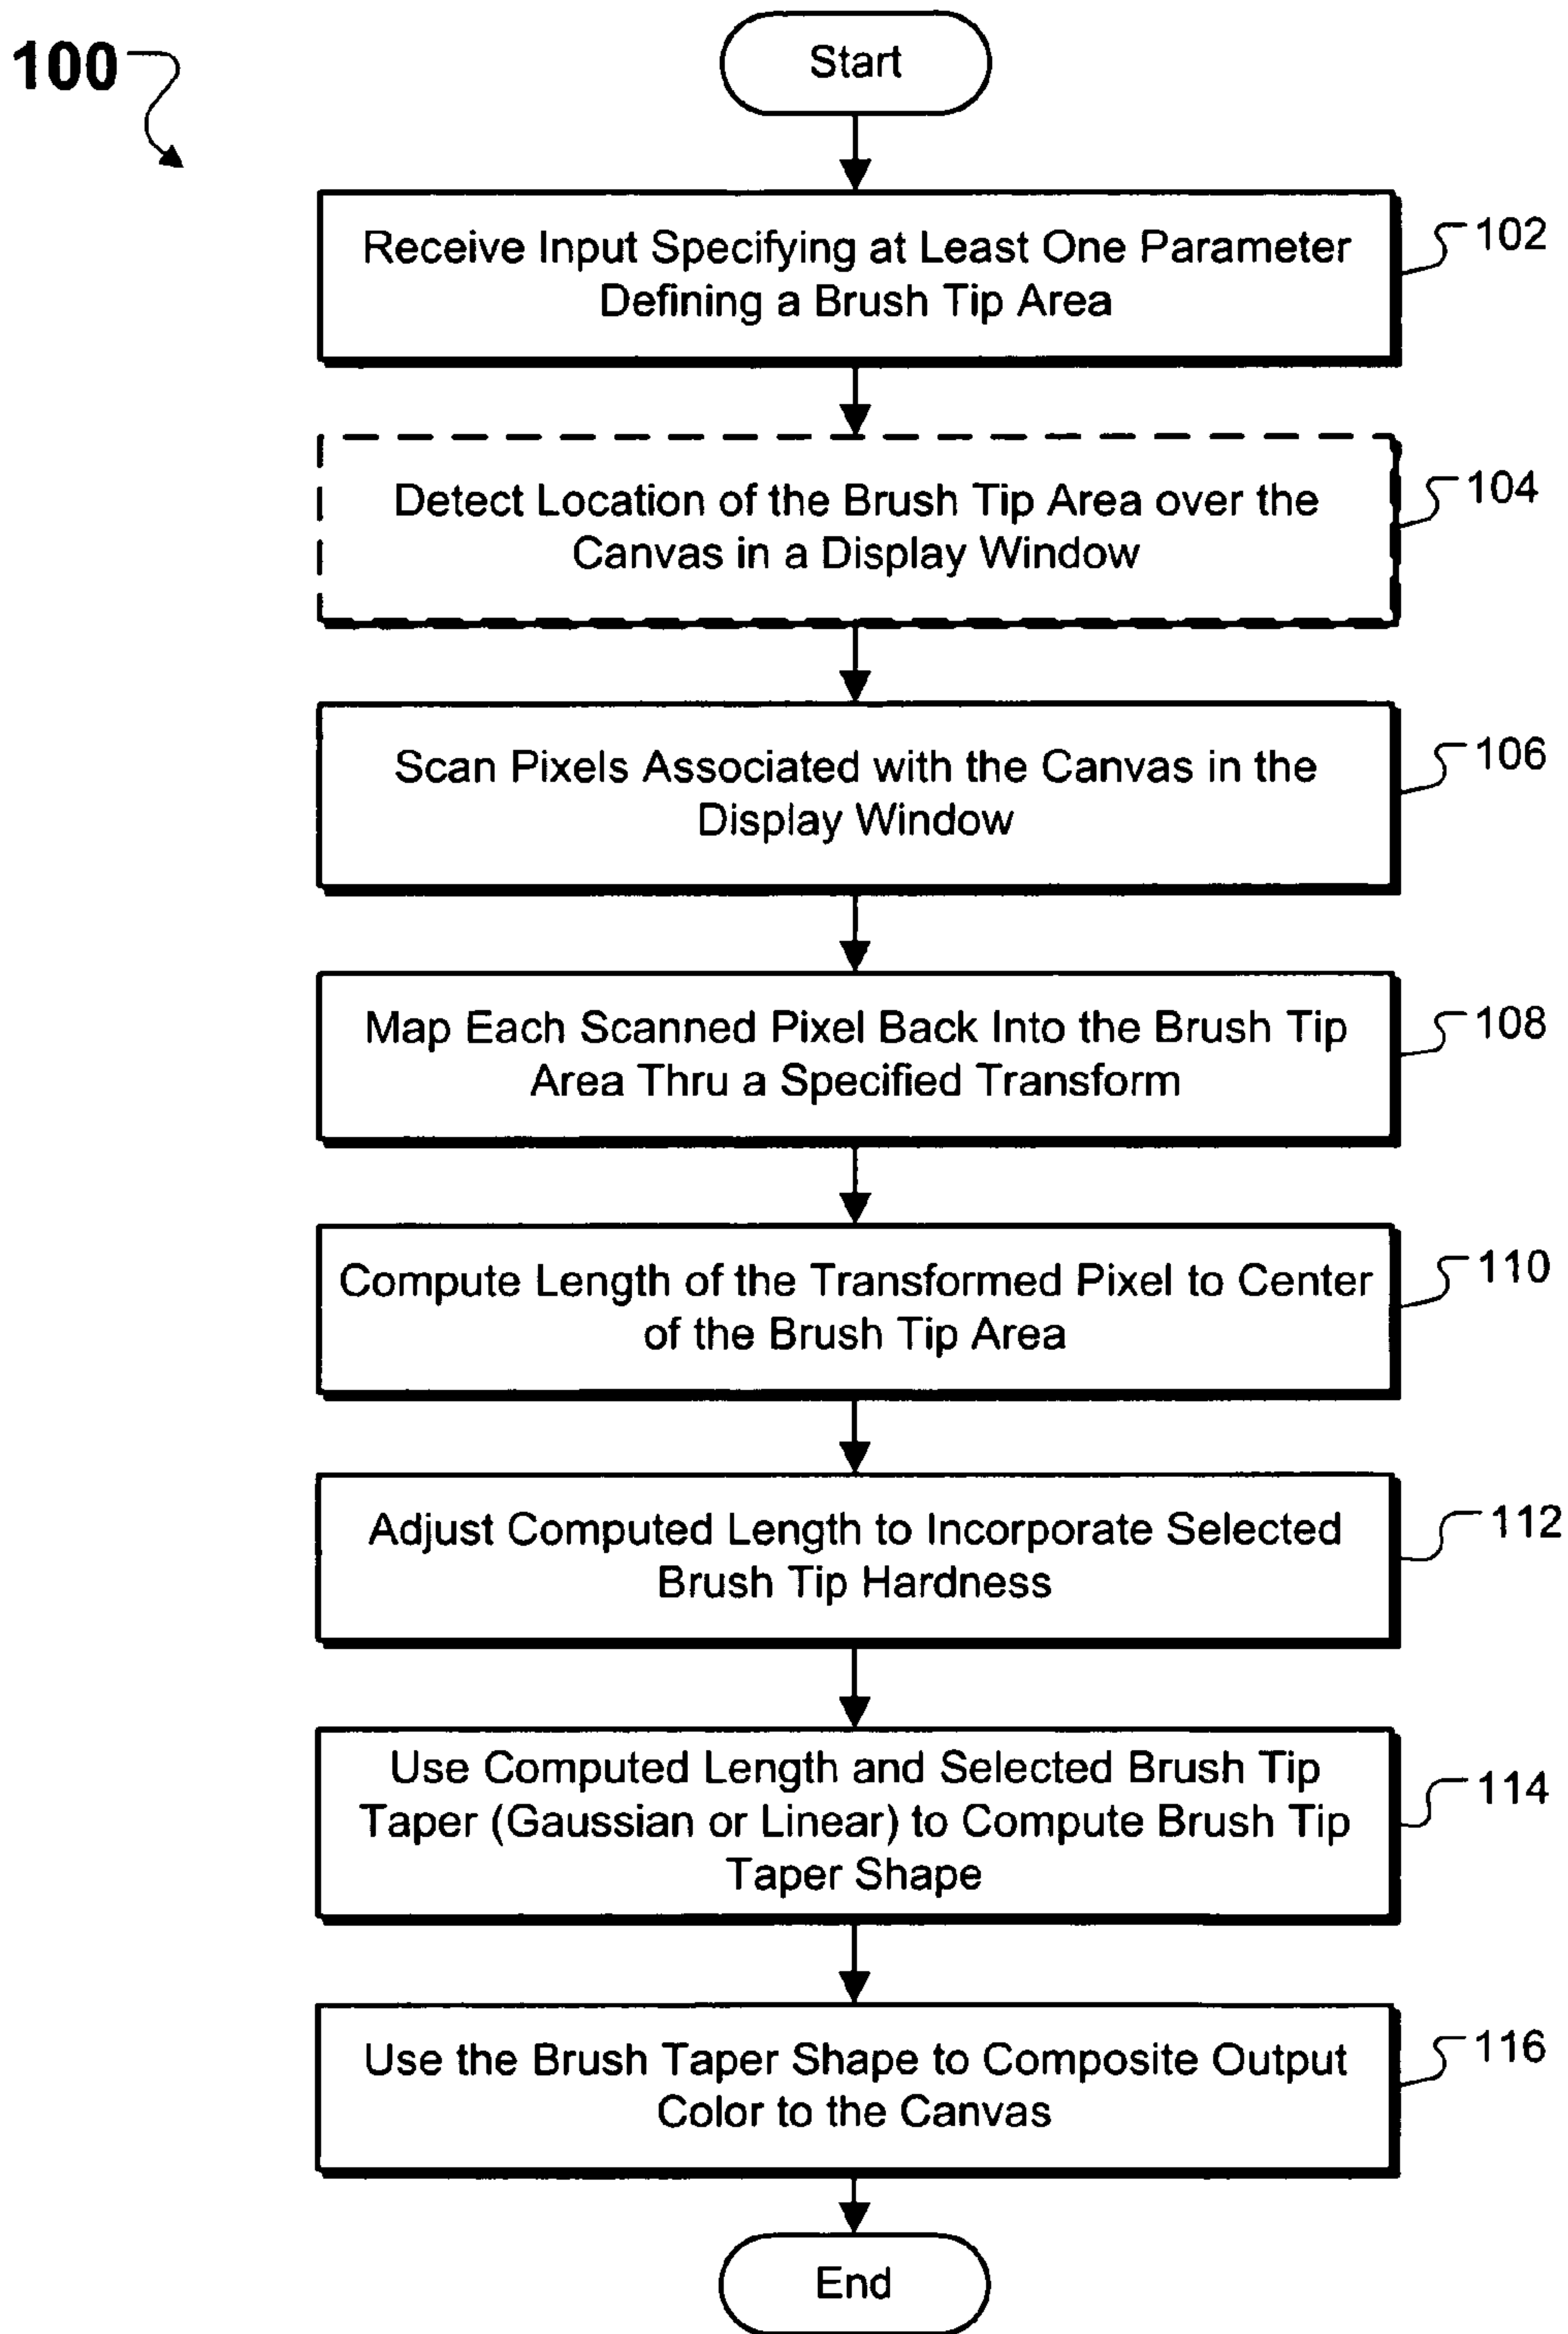 100
Start
Receive Input Specifying at Least One Parameter
Defining a Brush Tip Area
102
Detect Location of the Brush Tip Area over the
Canvas in a Display Window
104
Scan Pixels Associated with the Canvas in the
Display Window
106
Map Each Scanned Pixel Back Into the Brush Tip
Area Thru a Specified Transform
108
Compute Length of the Transformed Pixel to Center
of the Brush Tip Area
110
Adjust Computed Length to Incorporate Selected
Brush Tip Hardness
112
Use Computed Length and Selected Brush Tip
Taper (Gaussian or Linear) to Compute Brush Tip
Taper Shape
114
Use the Brush Taper Shape to Composite Output
Color to the Canvas
116
End